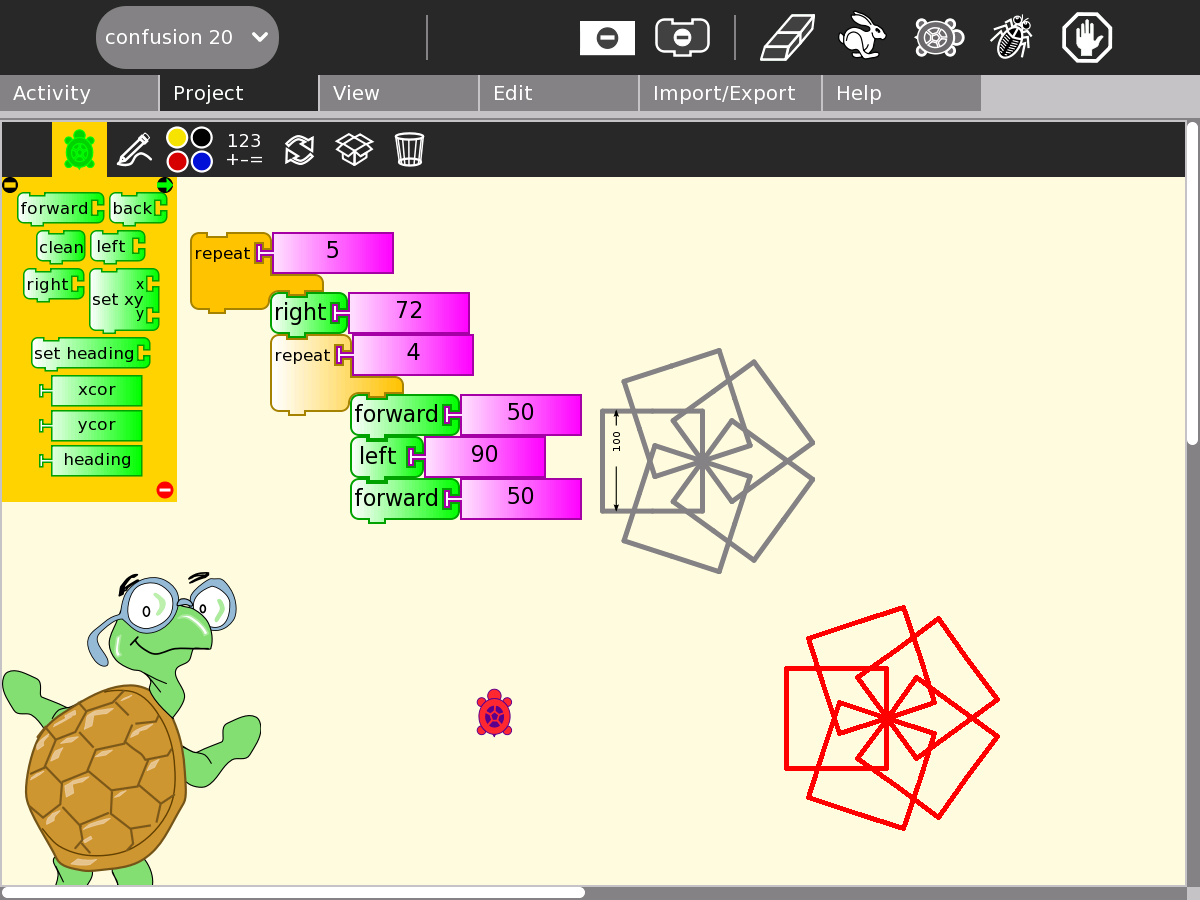 confusion 20
Activity
Project
View
Edit
Import/Export
Help
123
+-=
forward
back
clean
left
right
set xy
x
y
set heading
xcor
ycor
heading
repeat 5
right 72
repeat 4
forward 50
left 90
forward 50
100